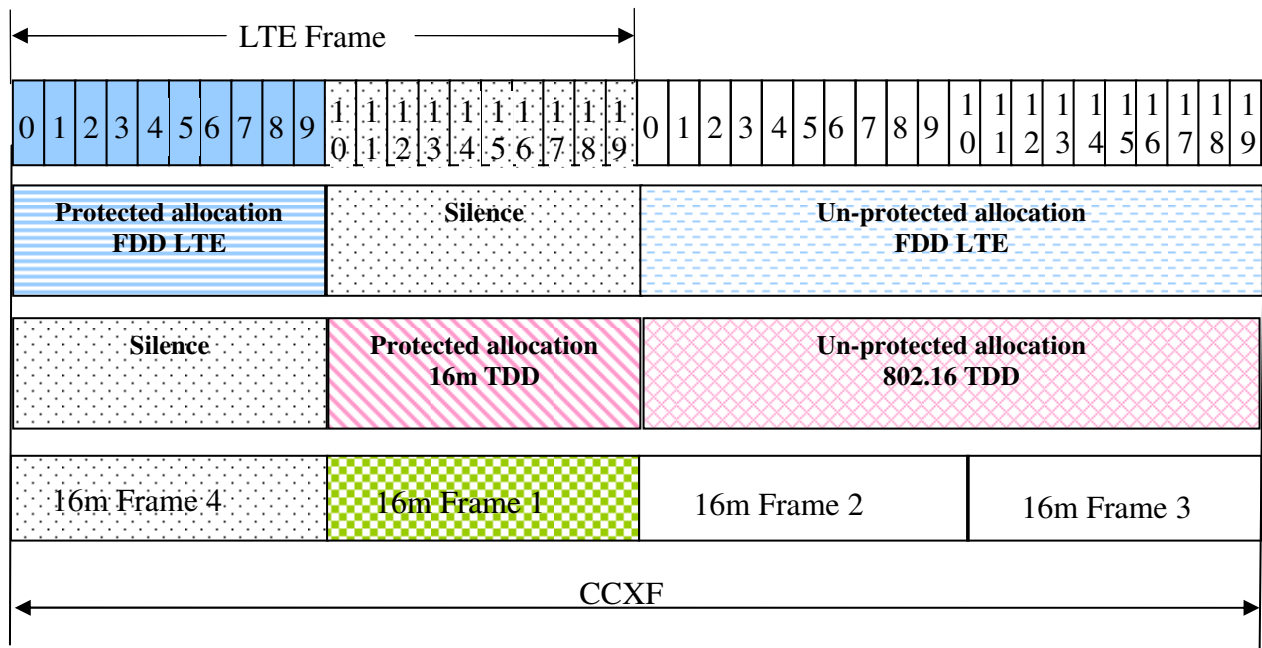 LTE Frame
0 1 2 3 4 5 6 7 8 9 10 11 12 13 14 15 16 17 18 19 0 1 2 3 4 5 6 7 8 9 10 11 12 13 14 15 16 17 18 19
Protected allocation
FDD LTE
Silence
Un-protected allocation
FDD LTE
Silence
Protected allocation
16m TDD
Un-protected allocation
802.16 TDD
16m Frame 4
16m Frame 1
16m Frame 2
16m Frame 3
CCXF